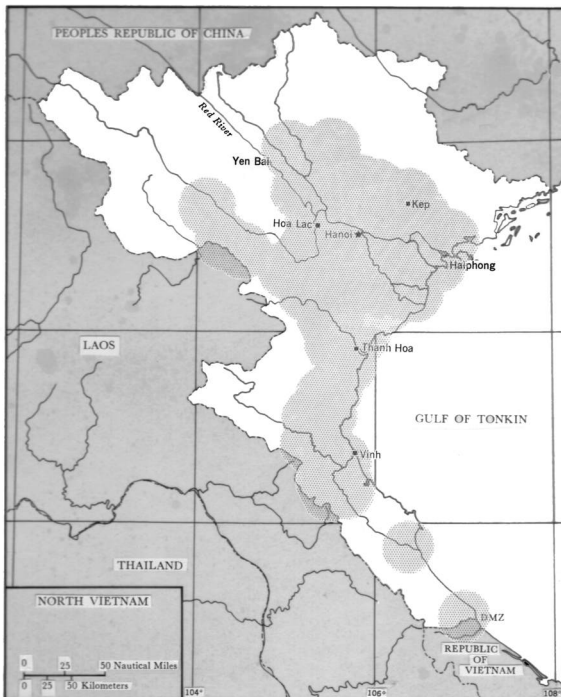 PEOPLES REPUBLIC OF CHINA
Red River
Yen Bai
Kep
Hoa Lac
Hanoi
Haiphong
LAOS
Thanh Hoa
GULF OF TONKIN
Vinh
THAILAND
NORTH VIETNAM
DMZ
REPUBLIC
OF
VIETNAM
0 25 50 Nautical Miles
0 25 50 Kilometers
104° 106° 108°